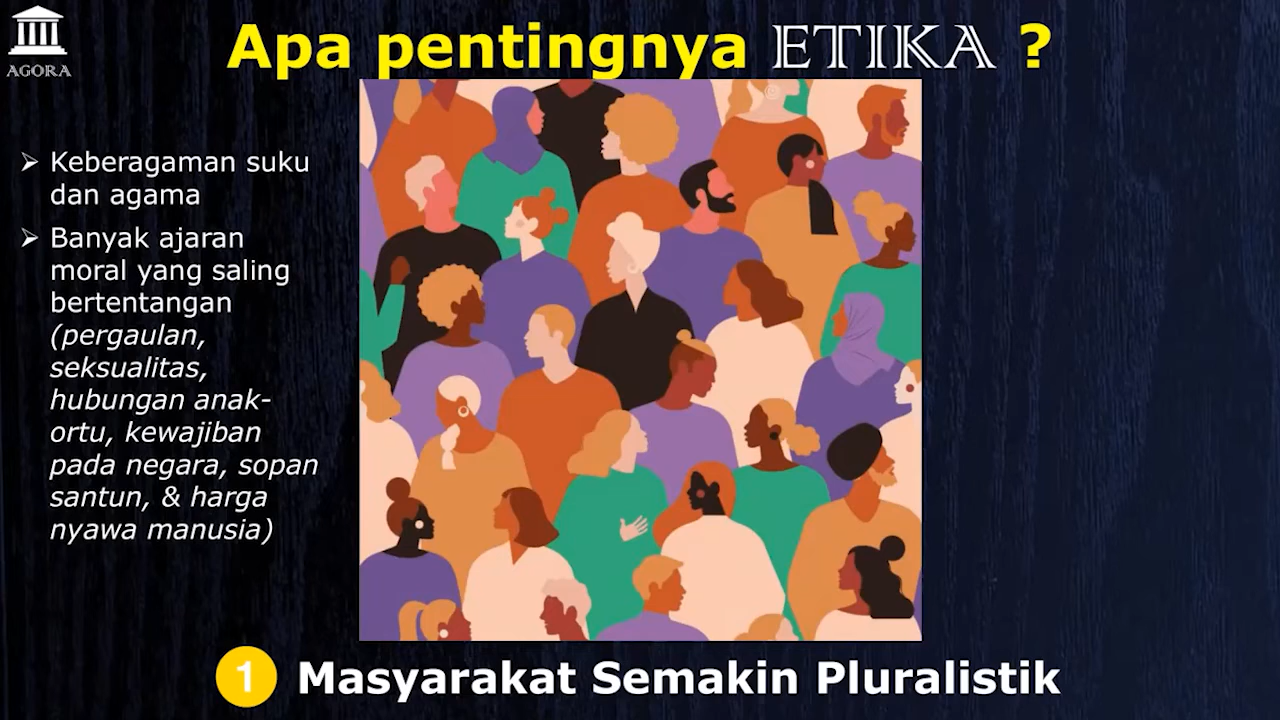 AGORA
Apa pentingnya ETIKA ?
➢ Keberagaman suku
dan agama
➢ Banyak ajaran
moral yang saling
bertentangan
(pergaulan,
seksualitas,
hubungan anak-
ortu, kewajiban
pada negara, sopan
santun, & harga
nyawa manusia)
1 Masyarakat Semakin Pluralistik